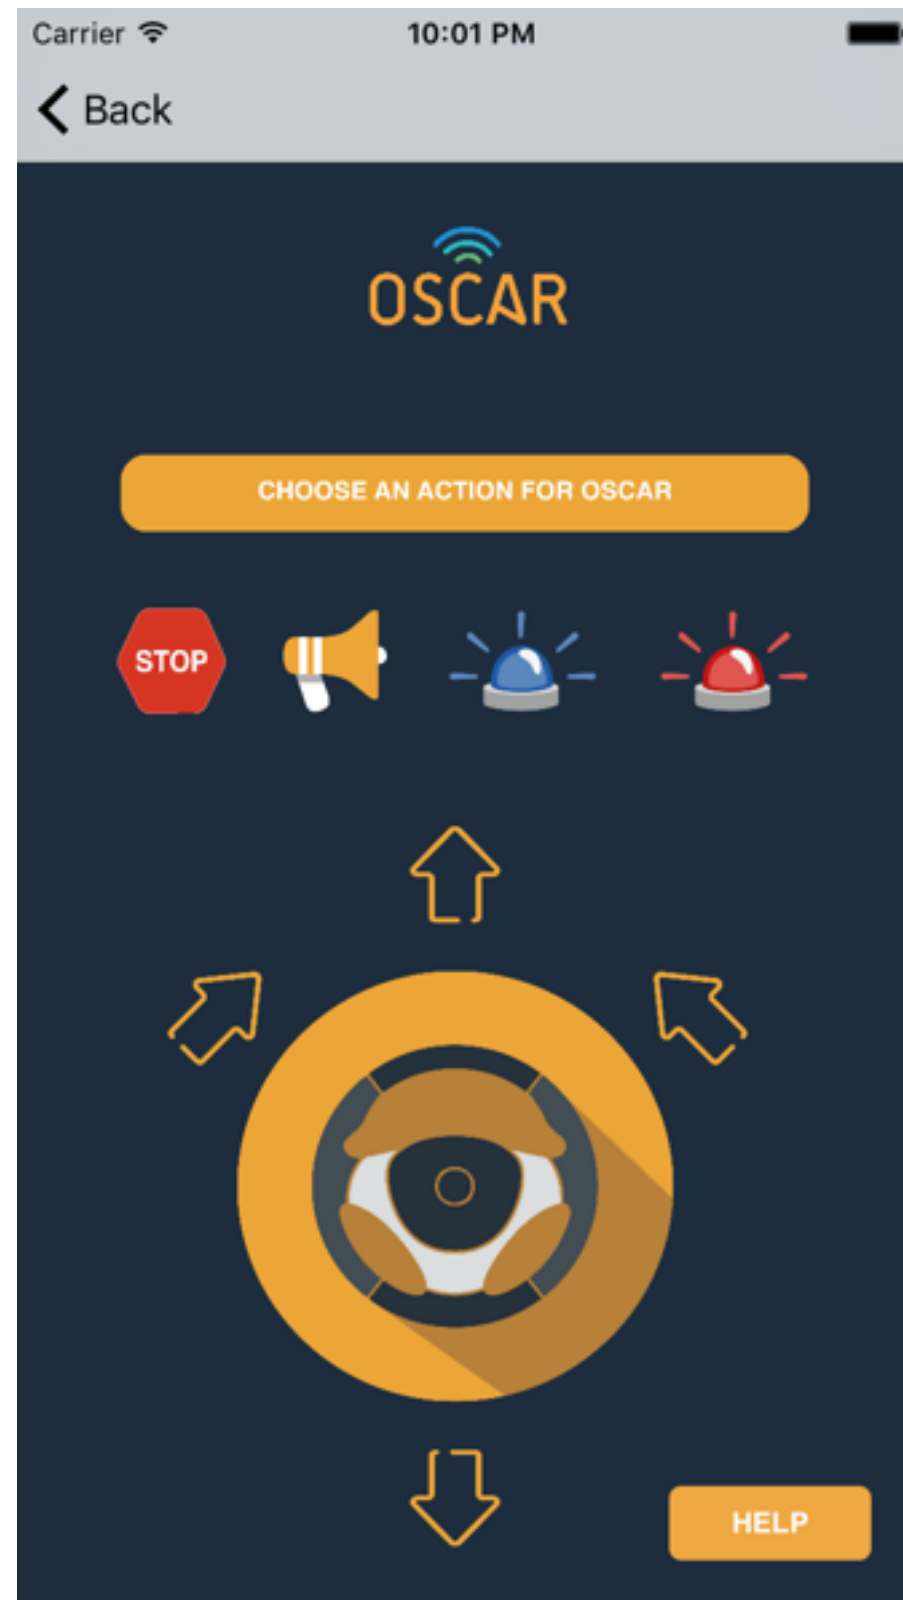 Carrier 10:01 PM
Back
OSCAR
CHOOSE AN ACTION FOR OSCAR
STOP
HELP